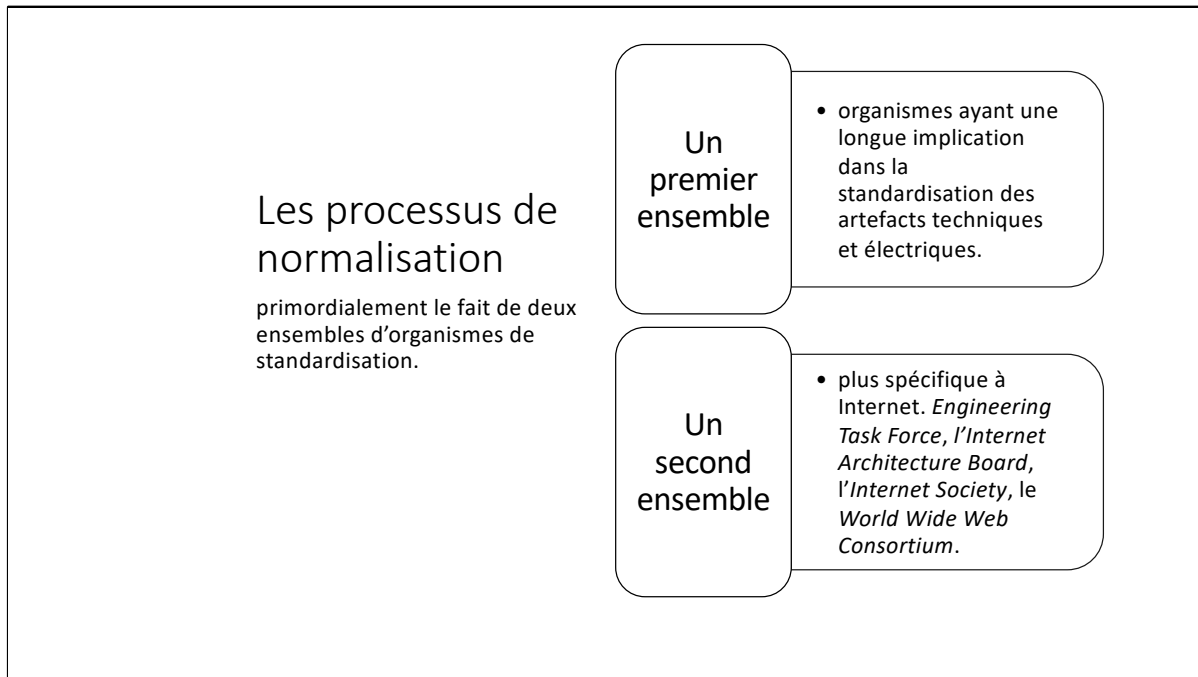 Les processus de
normalisation
primordialement le fait de deux
ensembles d’organismes de
standardisation.
Un
premier
ensemble
• organismes ayant une
longue implication
dans la
standardisation des
artefacts techniques
et électriques.
Un
second
ensemble
• plus spécifique à
Internet. Engineering
Task Force, l’Internet
Architecture Board,
l’Internet Society, le
World Wide Web
Consortium.